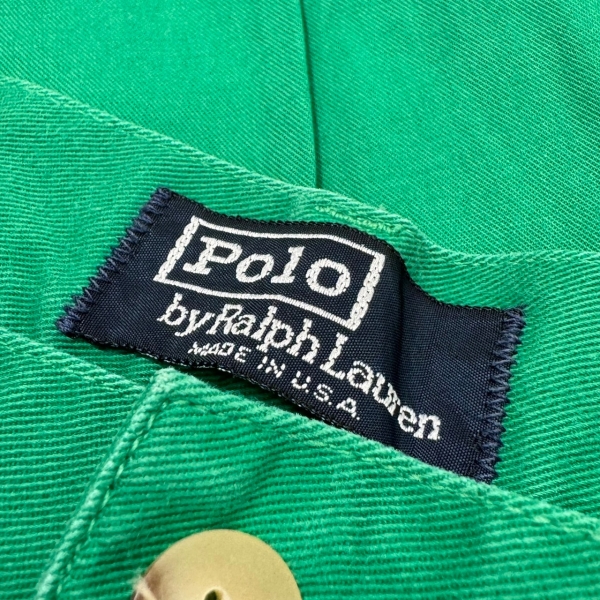 Polo
by Ralph Lauren
MADE IN U.S.A.